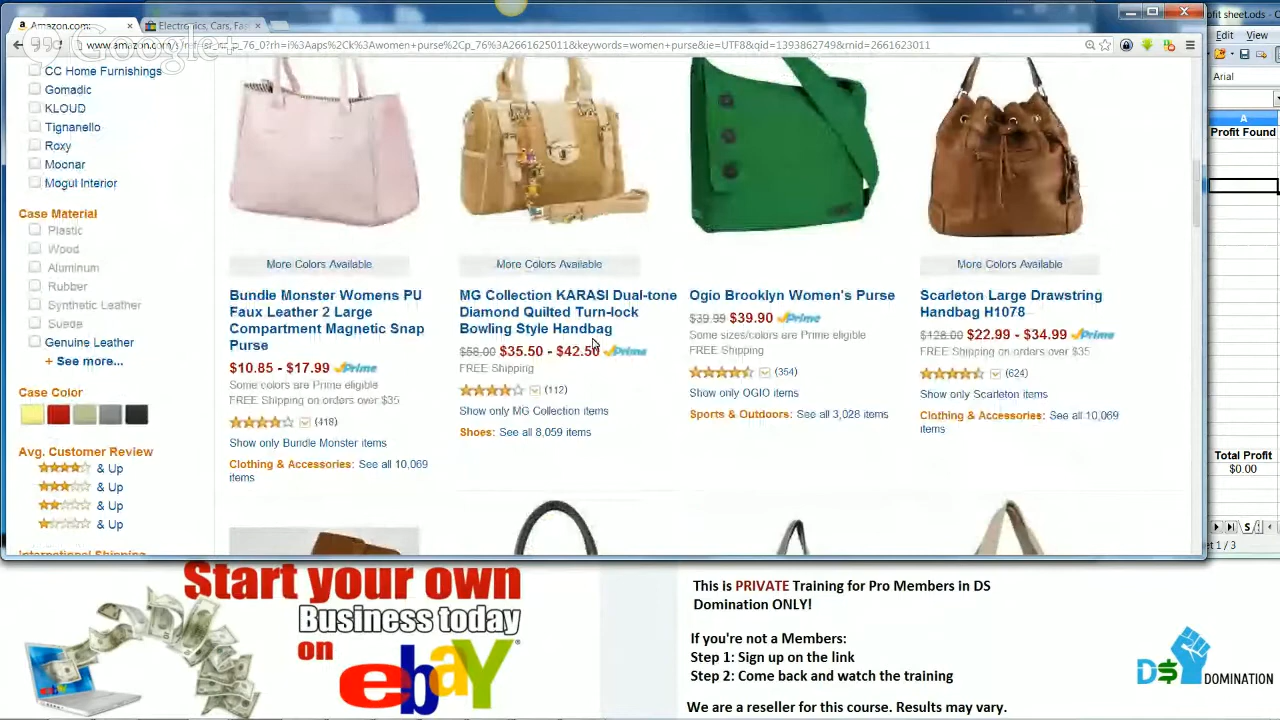 Amazon.com:
Electronics, Cars, Fas
fit sheet.ods -
Edit View
Google+
Arial
CC Home Furnishings
Gomadic
KLOUD
Tignanello
Roxy
Moonar
Mogul Interior
Case Material
Plastic
Wood
Aluminum
Rubber
Synthetic Leather
Suede
Genuine Leather
+ See more...
Case Color
Avg. Customer Review
& Up
& Up
& Up
& Up
International Shipping
More Colors Available
Bundle Monster Womens PU
Faux Leather 2 Large
Compartment Magnetic Snap
Purse
$10.85 - $17.99 Prime
Some colors are Prime eligible
FREE Shipping on orders over $35
(418)
Show only Bundle Monster items
Clothing & Accessories: See all 10,069
items
More Colors Available
MG Collection KARASI Dual-tone
Diamond Quilted Turn-lock
Bowling Style Handbag
$58.00 $35.50 - $42.50 Prime
FREE Shipping
(112)
Show only MG Collection items
Shoes: See all 8,059 items
Ogio Brooklyn Women's Purse
$39.99 $39.90 Prime
Some sizes/colors are Prime eligible
FREE Shipping
(354)
Show only OGIO items
Sports & Outdoors: See all 3,028 items
More Colors Available
Scarleton Large Drawstring
Handbag H1078
$128.00 $22.99 - $34.99 Prime
FREE Shipping on orders over $35
(624)
Show only Scarleton items
Clothing & Accessories: See all 10,069
items
A
Profit Found
Total Profit
$0.00
et 1 / 3
Start your own
Business today
on
ebay
This is PRIVATE Training for Pro Members in DS
Domination ONLY!
If you're not a Members:
Step 1: Sign up on the link
Step 2: Come back and watch the training
We are a reseller for this course. Results may vary.
D$ DOMINATION